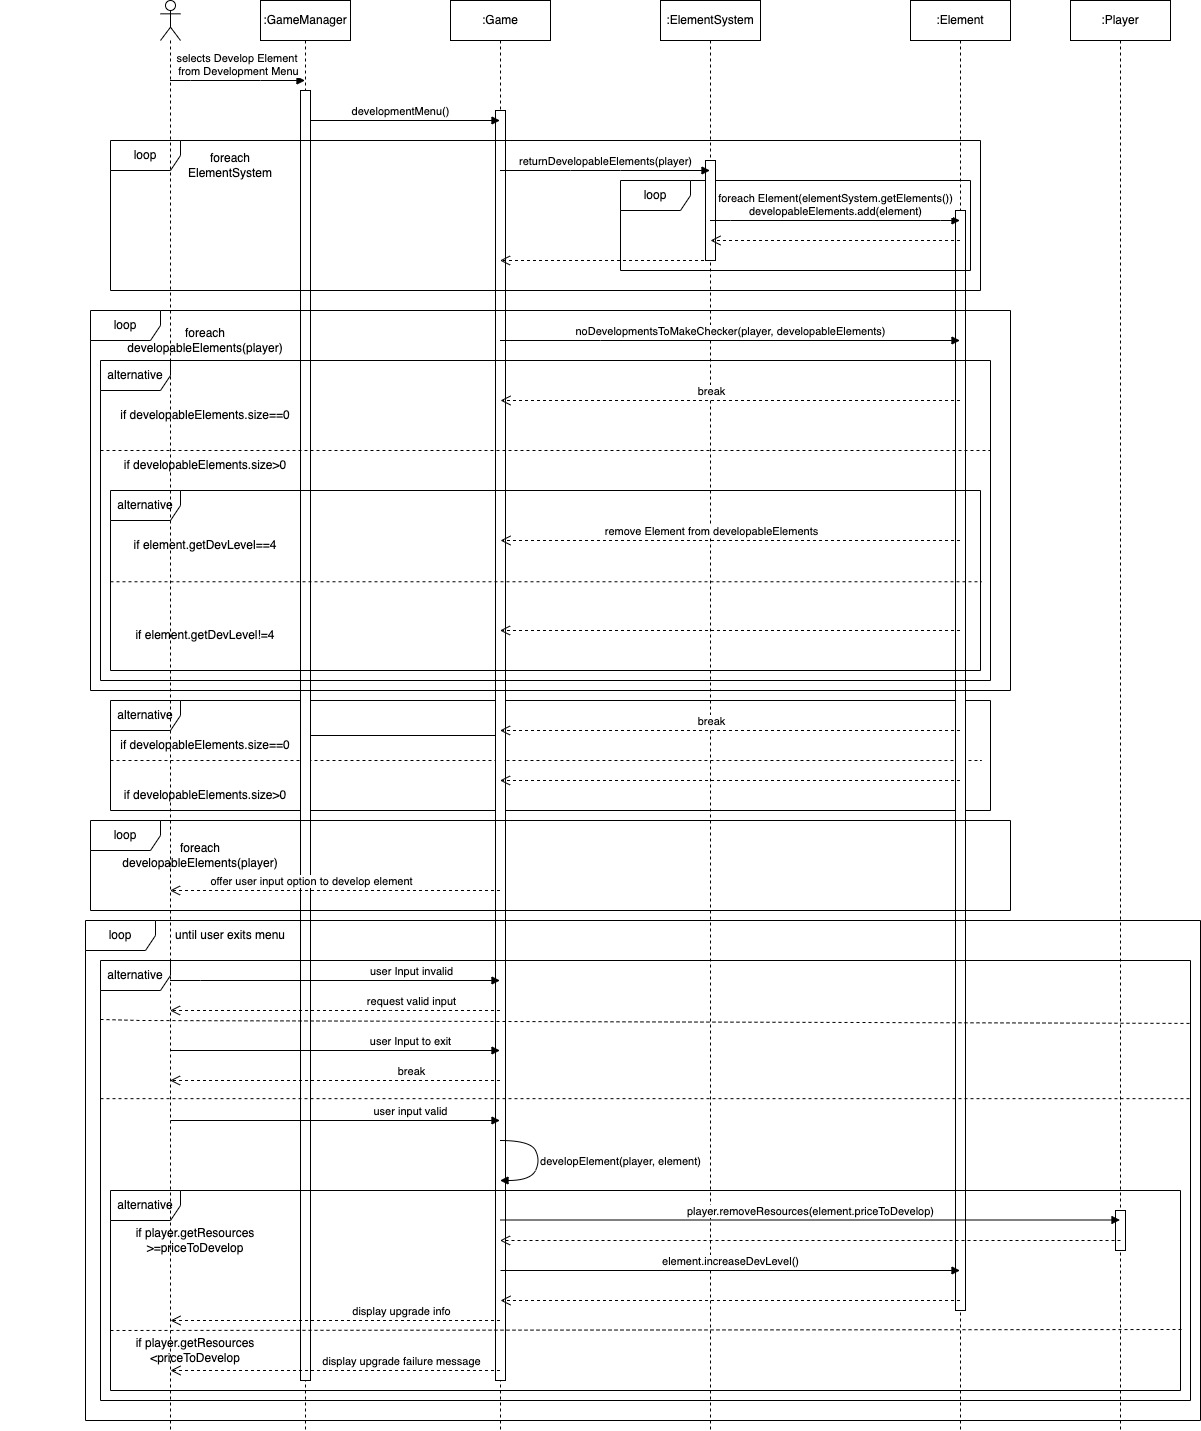 :GameManager
:Game
:ElementSystem
:Element
:Player
selects Develop Element
from Development Menu
developmentMenu()
loop
foreach
ElementSystem
returnDevelopableElements(player)
loop
foreach Element(elementSystem.getElements())
developableElements.add(element)
loop
foreach
developableElements(player)
noDevelopmentsToMakeChecker(player, developableElements)
alternative
break
if developableElements.size==0
if developableElements.size>0
alternative
remove Element from developableElements
if element.getDevLevel==4
if element.getDevLevel!=4
alternative
break
if developableElements.size==0
if developableElements.size>0
loop
foreach
developableElements(player)
offer user input option to develop element
loop
until user exits menu
alternative
user Input invalid
request valid input
user Input to exit
break
user input valid
developElement(player, element)
alternative
player.removeResources(element.priceToDevelop)
if player.getResources
>=priceToDevelop
element.increaseDevLevel()
display upgrade info
if player.getResources
<priceToDevelop
display upgrade failure message